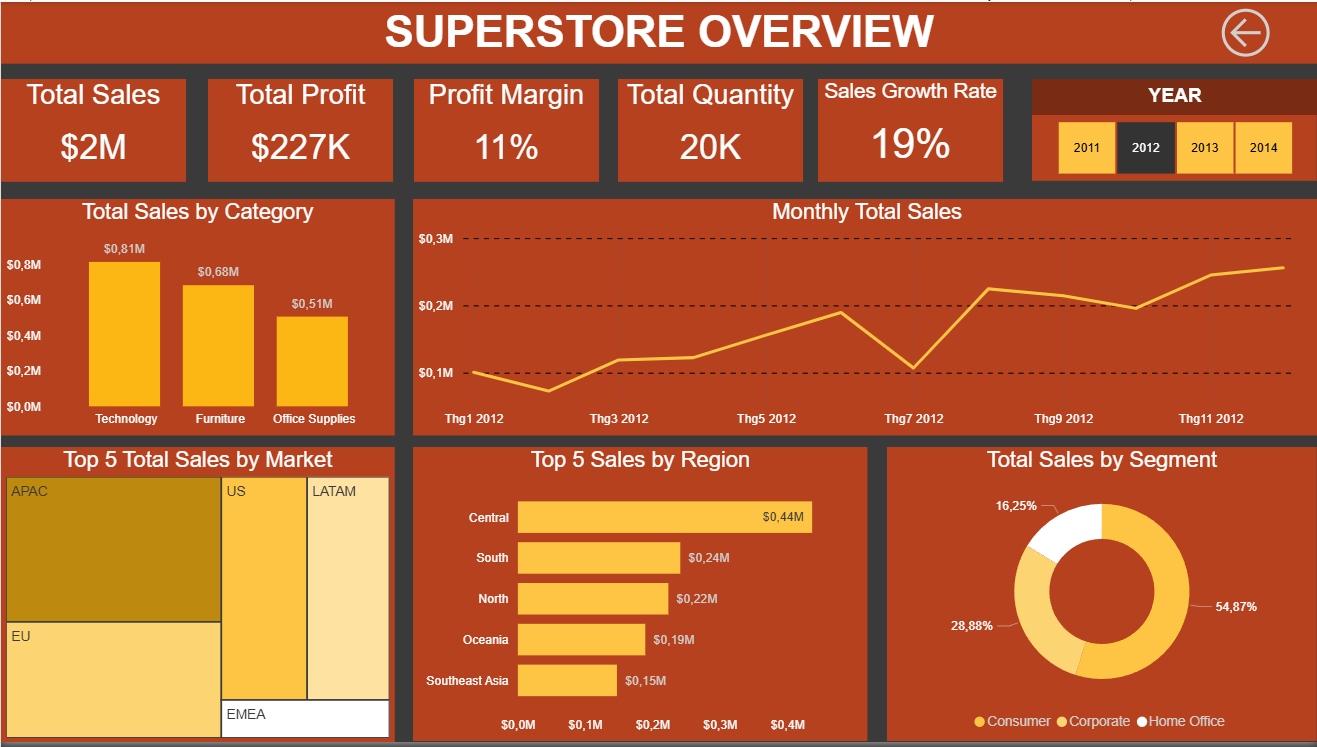 SUPERSTORE OVERVIEW
Total Sales
$2M
Total Profit
$227K
Profit Margin
11%
Total Quantity
20K
Sales Growth Rate
19%
YEAR
2011
2012
2013
2014
Total Sales by Category
$0,8M
$0,6M
$0,4M
$0,2M
$0,0M
$0,81M
$0,68M
$0,51M
Technology
Furniture
Office Supplies
Monthly Total Sales
$0,3M
$0,2M
$0,1M
Thg1 2012
Thg3 2012
Thg5 2012
Thg7 2012
Thg9 2012
Thg11 2012
Top 5 Total Sales by Market
APAC
EU
US
LATAM
EMEA
Top 5 Sales by Region
Central
$0,44M
South
$0,24M
North
$0,22M
Oceania
$0,19M
Southeast Asia
$0,15M
$0,0M
$0,1M
$0,2M
$0,3M
$0,4M
Total Sales by Segment
16,25%
28,88%
54,87%
Consumer
Corporate
Home Office